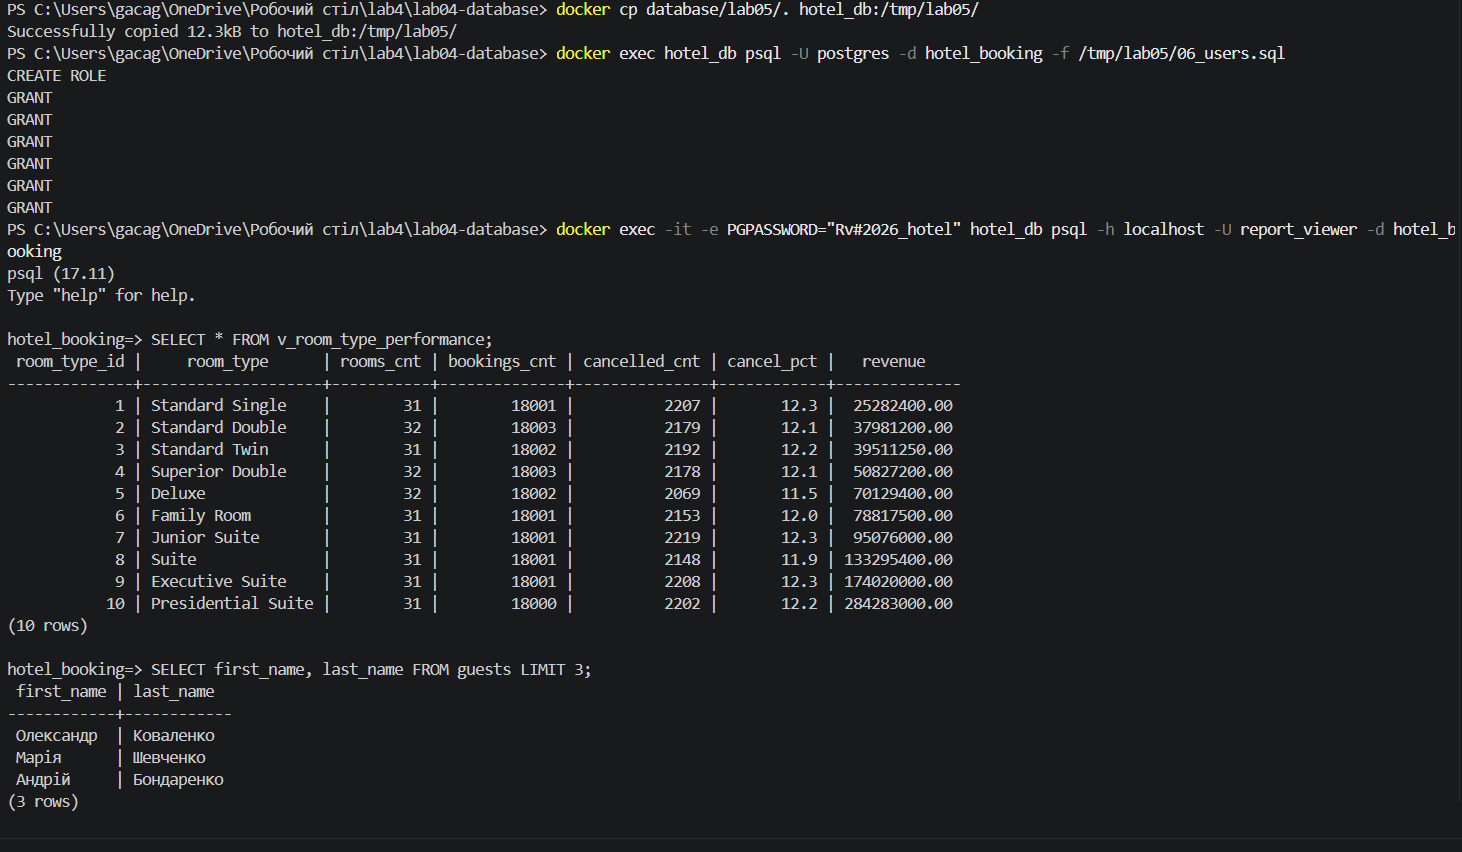 PS C:\Users\gacag\OneDrive\Робочий стіл\lab4\lab04-database> docker cp database/lab05/. hotel_db:/tmp/lab05/
Successfully copied 12.3kB to hotel_db:/tmp/lab05/
PS C:\Users\gacag\OneDrive\Робочий стіл\lab4\lab04-database> docker exec hotel_db psql -U postgres -d hotel_booking -f /tmp/lab05/06_users.sql
CREATE ROLE
GRANT
GRANT
GRANT
GRANT
GRANT
GRANT
PS C:\Users\gacag\OneDrive\Робочий стіл\lab4\lab04-database> docker exec -it -e PGPASSWORD="Rv#2026_hotel" hotel_db psql -h localhost -U report_viewer -d hotel_b
ooking
psql (17.11)
Type "help" for help.
hotel_booking=> SELECT * FROM v_room_type_performance;
 room_type_id |     room_type      | rooms_cnt | bookings_cnt | cancelled_cnt | cancel_pct |   revenue
--------------+--------------------+-----------+--------------+---------------+------------+--------------
            1 | Standard Single    |        31 |        18001 |          2207 |       12.3 |  25282400.00
            2 | Standard Double    |        32 |        18003 |          2179 |       12.1 |  37981200.00
            3 | Standard Twin      |        31 |        18002 |          2192 |       12.2 |  39511250.00
            4 | Superior Double    |        32 |        18003 |          2178 |       12.1 |  50827200.00
            5 | Deluxe             |        32 |        18002 |          2069 |       11.5 |  70129400.00
            6 | Family Room        |        31 |        18001 |          2153 |       12.0 |  78817500.00
            7 | Junior Suite       |        31 |        18001 |          2219 |       12.3 |  95076000.00
            8 | Suite              |        31 |        18001 |          2148 |       11.9 | 133295400.00
            9 | Executive Suite    |        31 |        18001 |          2208 |       12.3 | 174020000.00
           10 | Presidential Suite |        31 |        18000 |          2202 |       12.2 | 284283000.00
(10 rows)
hotel_booking=> SELECT first_name, last_name FROM guests LIMIT 3;
 first_name | last_name
------------+------------
 Олександр  | Коваленко
 Марія      | Шевченко
 Андрій     | Бондаренко
(3 rows)